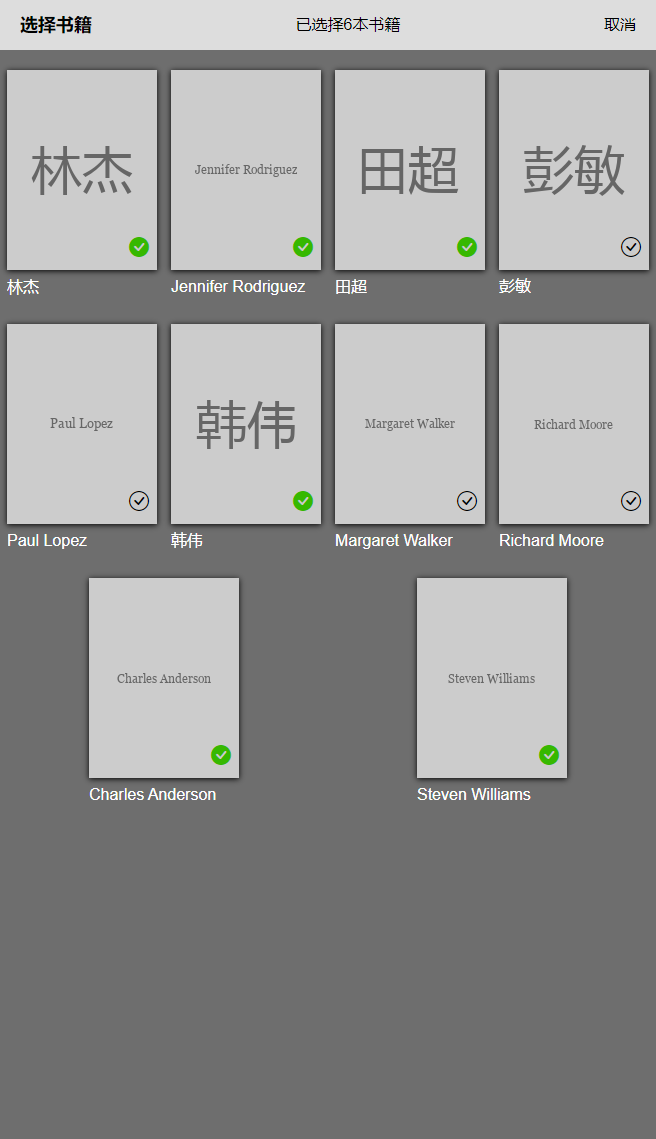 选择书籍
已选择6本书籍
取消
林杰
Jennifer Rodriguez
田超
彭敏
林杰
Jennifer Rodriguez
田超
彭敏
Paul Lopez
韩伟
Margaret Walker
Richard Moore
Paul Lopez
韩伟
Margaret Walker
Richard Moore
Charles Anderson
Steven Williams
Charles Anderson
Steven Williams